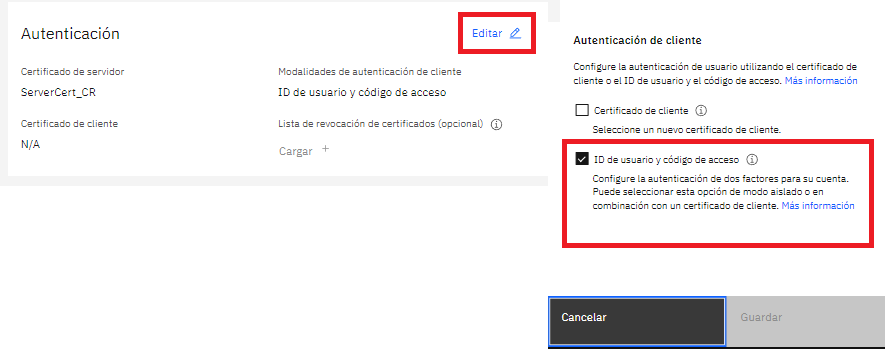 Autenticación
Editar
Certificado de servidor
Modalidades de autenticación de cliente
ServerCert_CR
ID de usuario y código de acceso
Certificado de cliente
Lista de revocación de certificados (opcional)
N/A
Cargar +
Autenticación de cliente
Configure la autenticación de usuario utilizando el certificado de
cliente o el ID de usuario y el código de acceso. Más información
Certificado de cliente
Seleccione un nuevo certificado de cliente.
ID de usuario y código de acceso
Configure la autenticación de dos factores para su cuenta.
Puede seleccionar esta opción de modo aislado o en
combinación con un certificado de cliente. Más información
Cancelar
Guardar